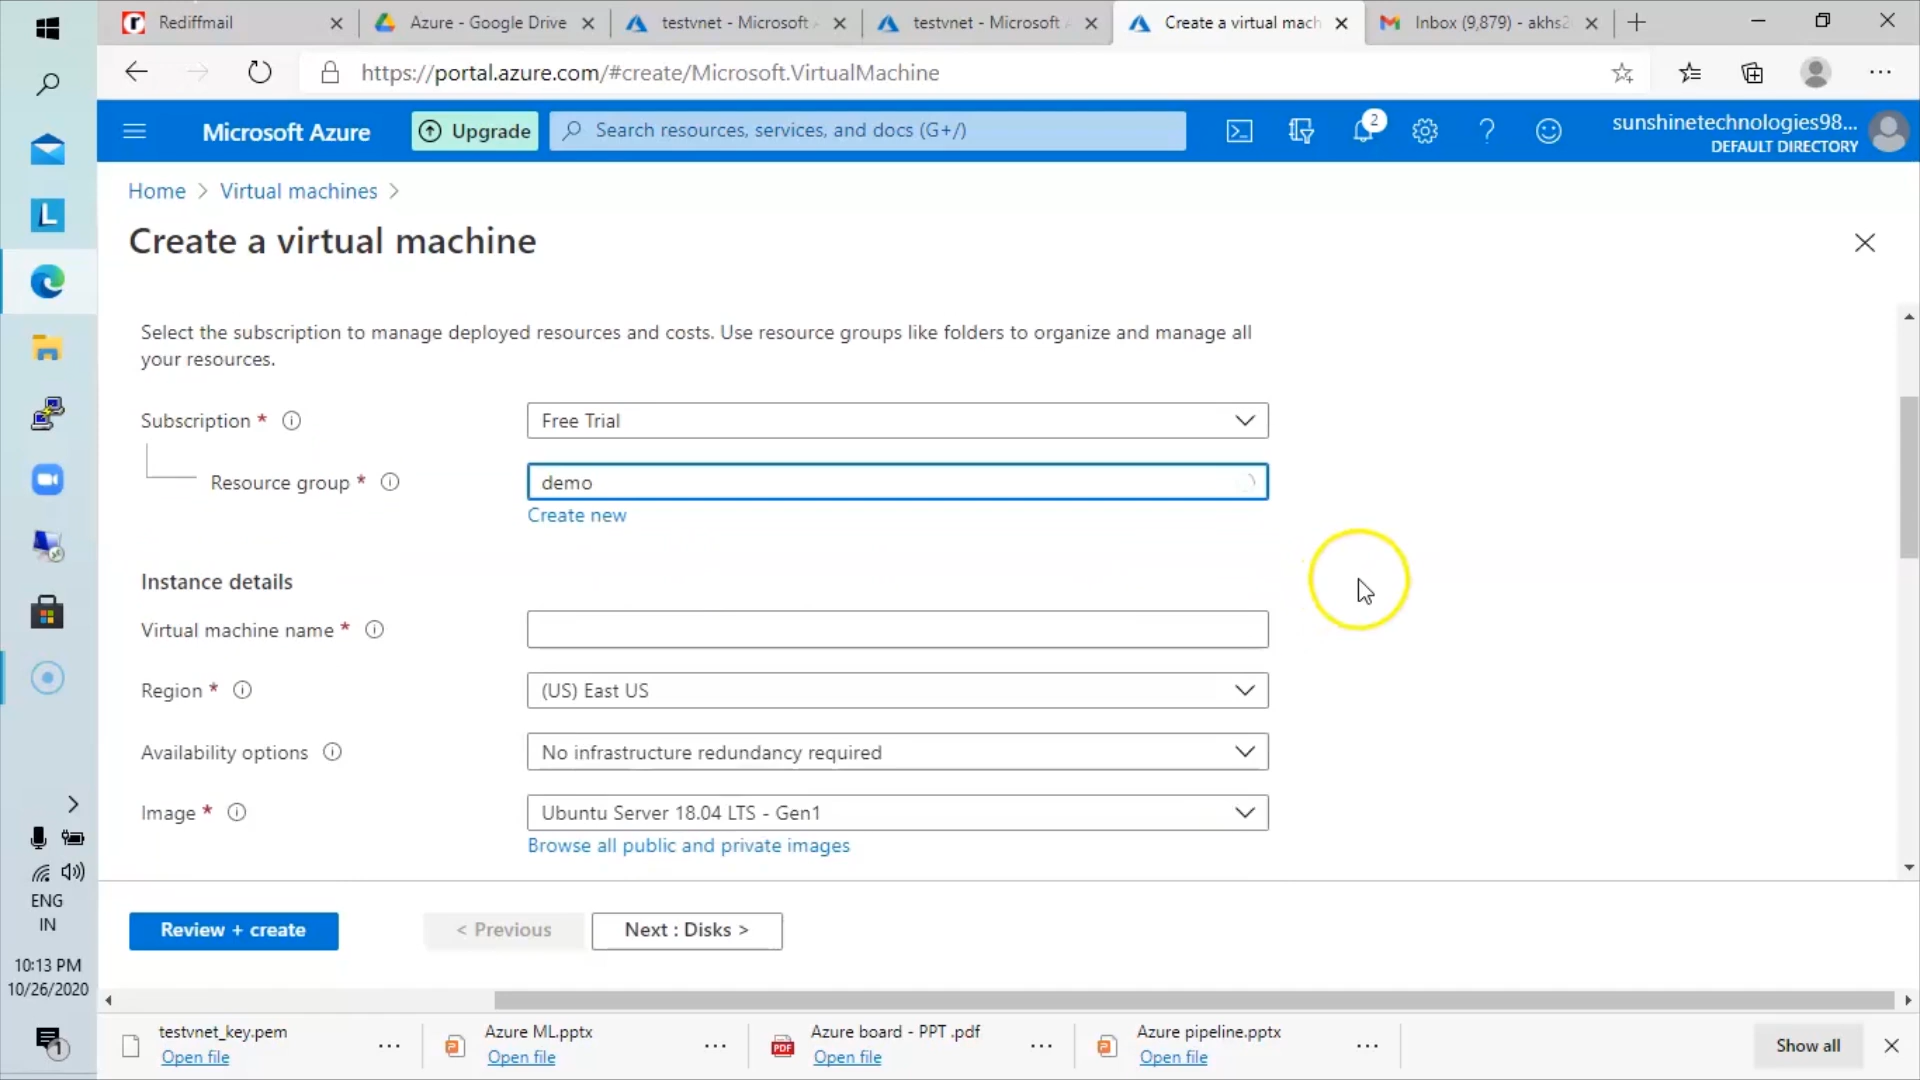 Rediffmail
Azure - Google Drive
testvnet - Microsoft
testvnet - Microsoft
Create a virtual mach
Inbox (9,879) - akhs
https://portal.azure.com/#create/Microsoft.VirtualMachine
Microsoft Azure
Upgrade
Search resources, services, and docs (G+/)
2
sunshinetechnologies98...
DEFAULT DIRECTORY
Home > Virtual machines >
Create a virtual machine
Select the subscription to manage deployed resources and costs. Use resource groups like folders to organize and manage all
your resources.
Subscription *
Free Trial
Resource group *
demo
Create new
Instance details
Virtual machine name *
Region *
(US) East US
Availability options
No infrastructure redundancy required
Image *
Ubuntu Server 18.04 LTS - Gen1
Browse all public and private images
Review + create
< Previous
Next : Disks >
ENG
IN
10:13 PM
10/26/2020
1
testvnet_key.pem
Open file
Azure ML.pptx
Open file
PDF
Azure board - PPT .pdf
Open file
Azure pipeline.pptx
Open file
Show all